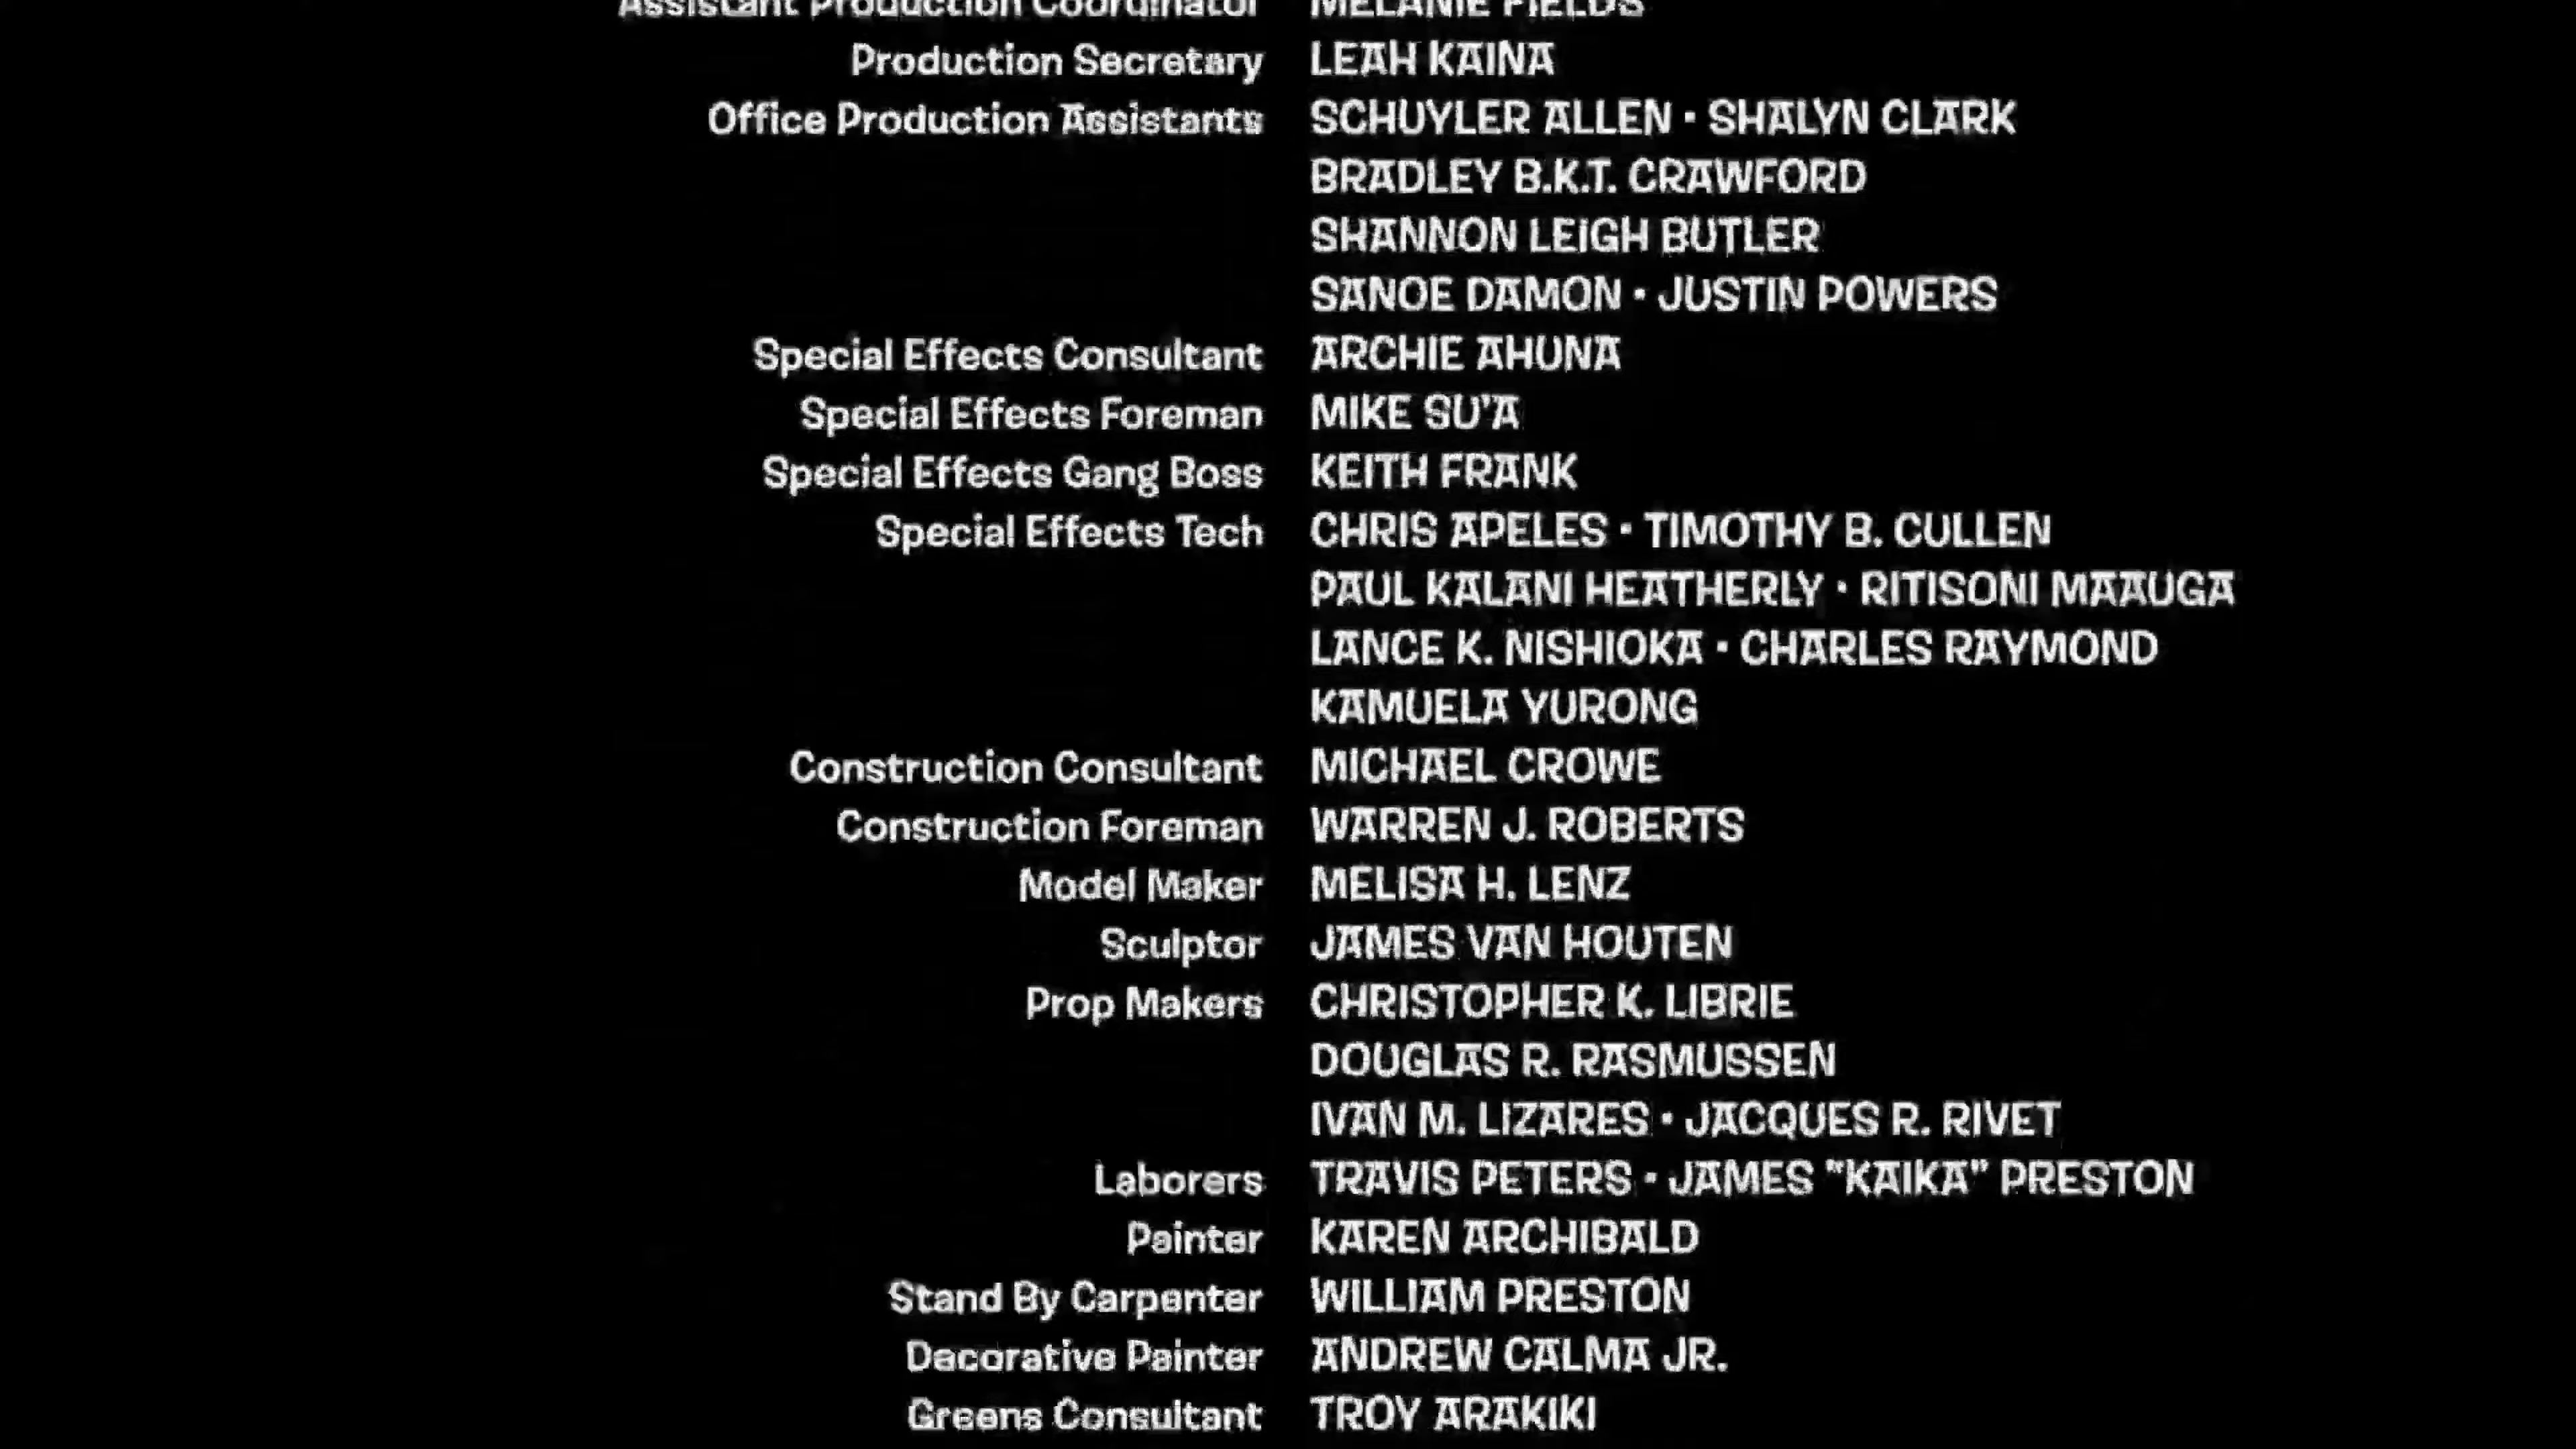 Assistant Production Coordinator MELANIE FIELDS
Production Secretary LEAH KAINA
Office Production Assistants SCHUYLER ALLEN · SHALYN CLARK
BRADLEY B.K.T. CRAWFORD
SHANNON LEIGH BUTLER
SANOE DAMON · JUSTIN POWERS
Special Effects Consultant ARCHIE AHUNA
Special Effects Foreman MIKE SU'A
Special Effects Gang Boss KEITH FRANK
Special Effects Tech CHRIS APELES · TIMOTHY B. CULLEN
PAUL KALANI HEATHERLY · RITISONI MAAUGA
LANCE K. NISHIOKA · CHARLES RAYMOND
KAMUELA YURONG
Construction Consultant MICHAEL CROWE
Construction Foreman WARREN J. ROBERTS
Model Maker MELISA H. LENZ
Sculptor JAMES VAN HOUTEN
Prop Makers CHRISTOPHER K. LIBRIE
DOUGLAS R. RASMUSSEN
IVAN M. LIZARES · JACQUES R. RIVET
Laborers TRAVIS PETERS · JAMES "KAIKA" PRESTON
Painter KAREN ARCHIBALD
Stand By Carpenter WILLIAM PRESTON
Decorative Painter ANDREW CALMA JR.
Greens Consultant TROY ARAKIKI